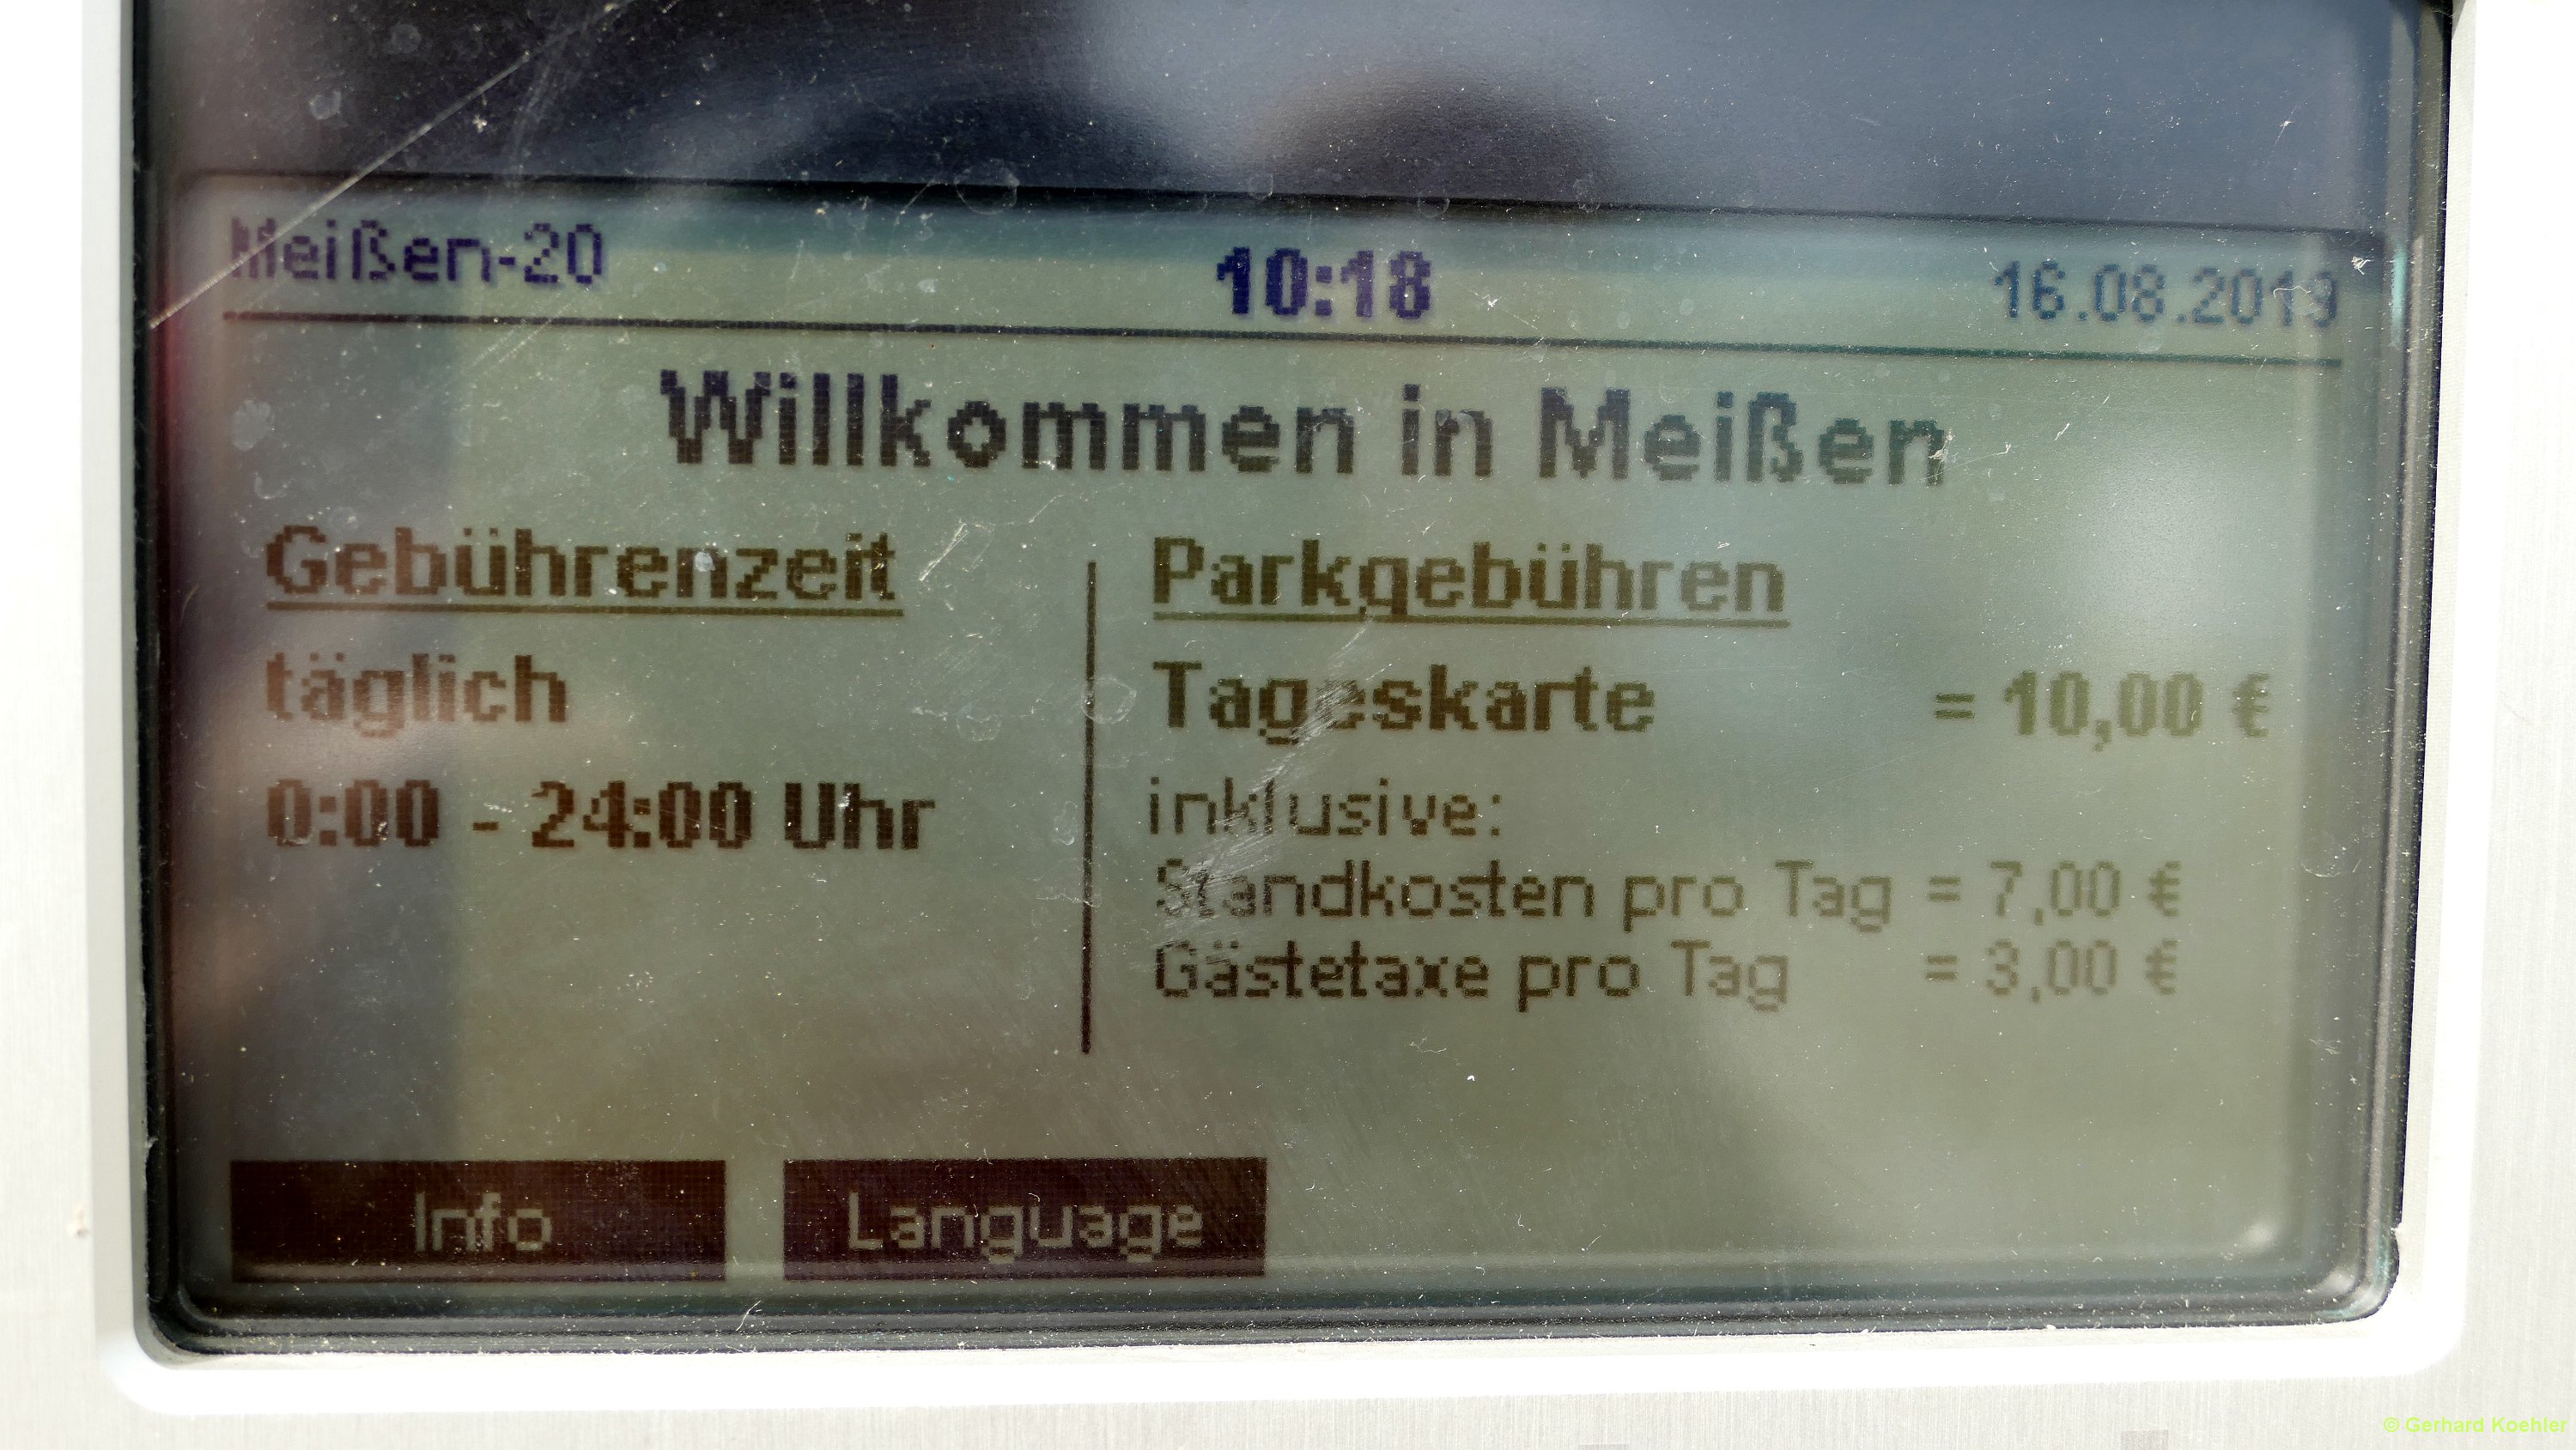 Meißen-20 10:18 16.08.2019
Willkommen in Meißen
Gebührenzeit
täglich
0:00 - 24:00 Uhr
Parkgebühren
Tageskarte = 10,00 €
inklusive:
Standkosten pro Tag = 7,00 €
Gästetaxe pro Tag = 3,00 €
Info Language
© Gerhard Koehler